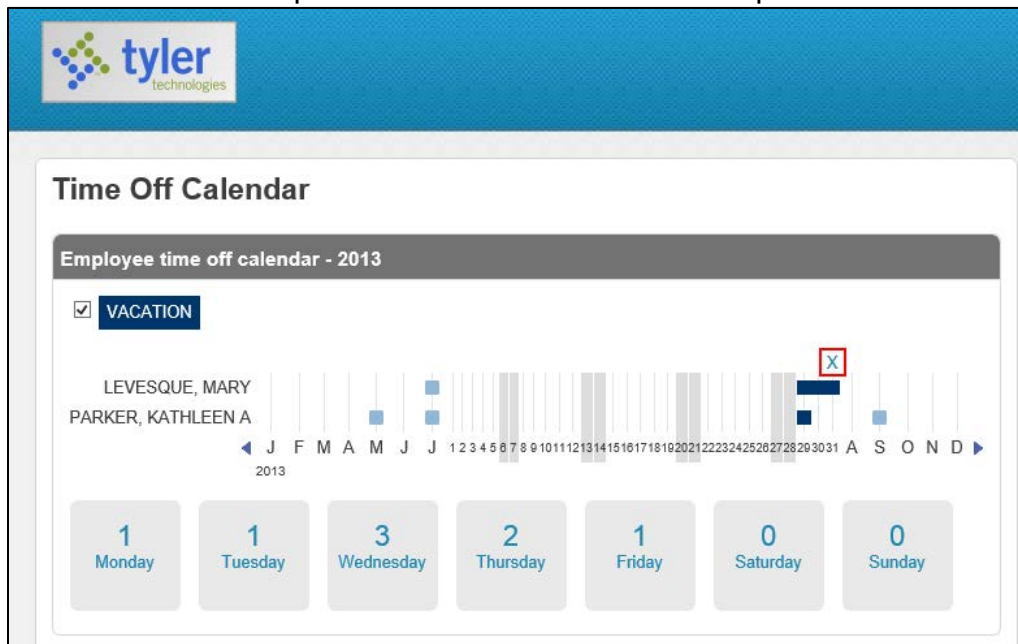 tyler
technologies
Time Off Calendar
Employee time off calendar - 2013
VACATION
X
LEVESQUE, MARY
PARKER, KATHLEEN A
J F M A M J J 1 2 3 4 5 6 7 8 9 10 11 12 13 14 15 16 17 18 19 20 21 22 23 24 25 26 27 28 29 30 31 A S O N D
2013
1 1 3 2 1 0 0
Monday Tuesday Wednesday Thursday Friday Saturday Sunday